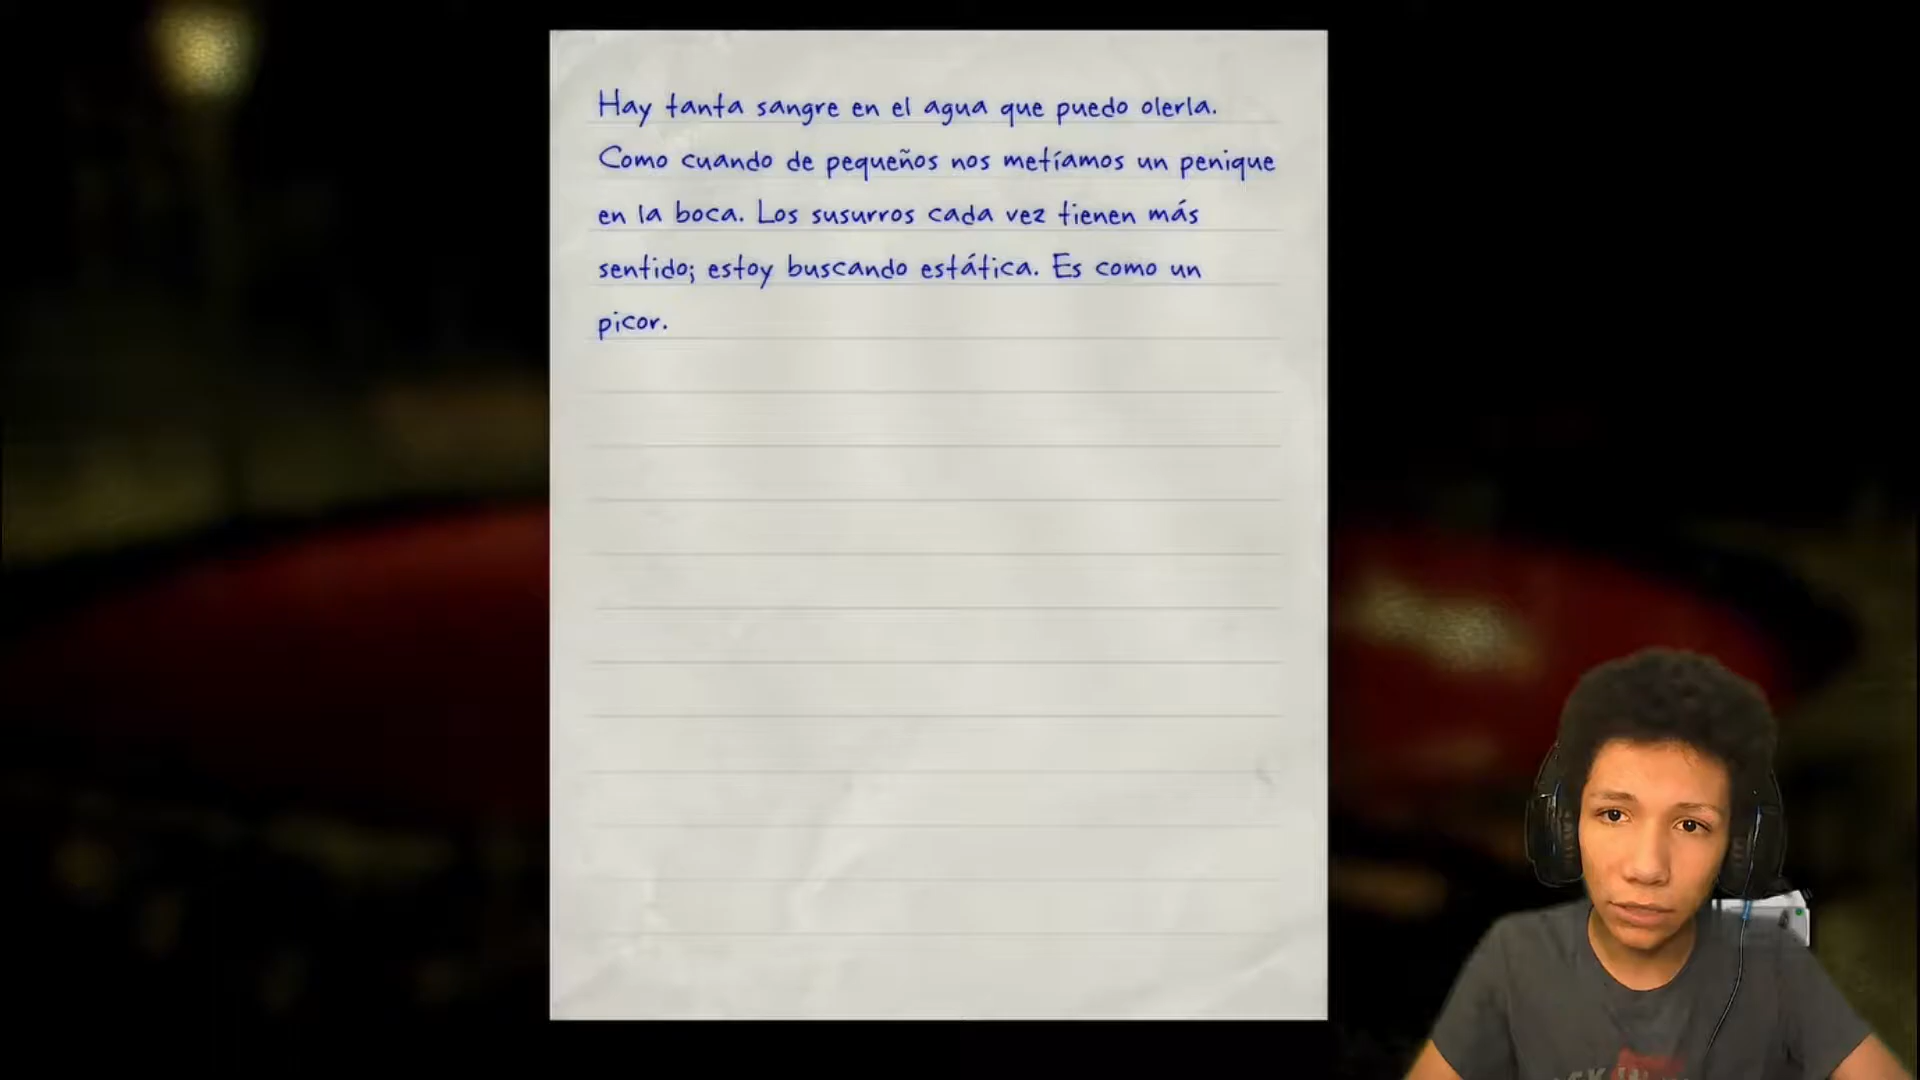 Hay tanta sangre en el agua que puedo olerla.
Como cuando de pequeños nos metíamos un penique
en la boca. Los susurros cada vez tienen más
sentido; estoy buscando estática. Es como un
picor.